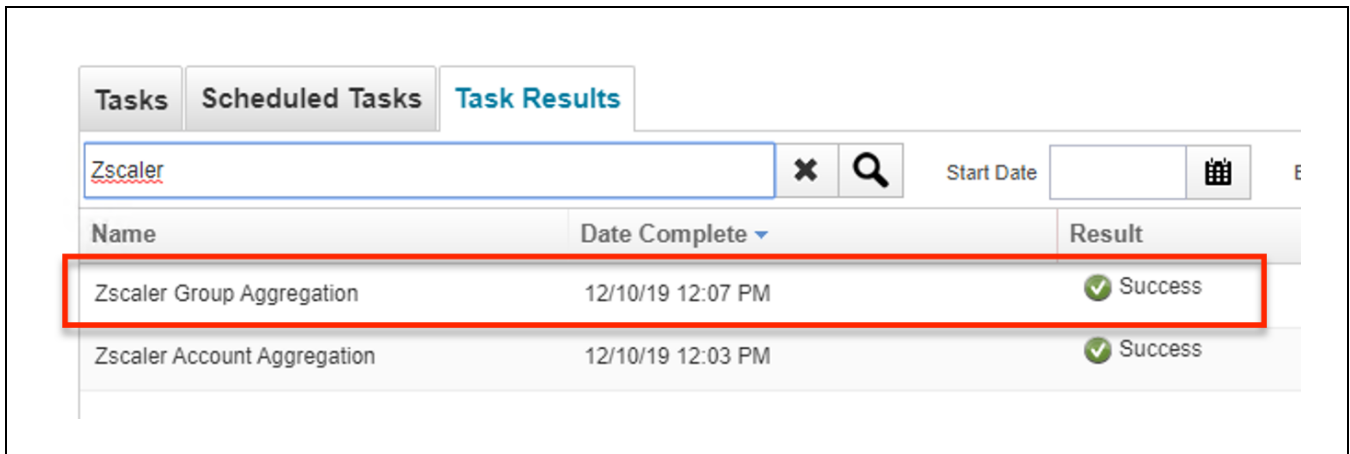 Tasks Scheduled Tasks Task Results
Zscaler Start Date E
Name Date Complete Result
Zscaler Group Aggregation 12/10/19 12:07 PM Success
Zscaler Account Aggregation 12/10/19 12:03 PM Success